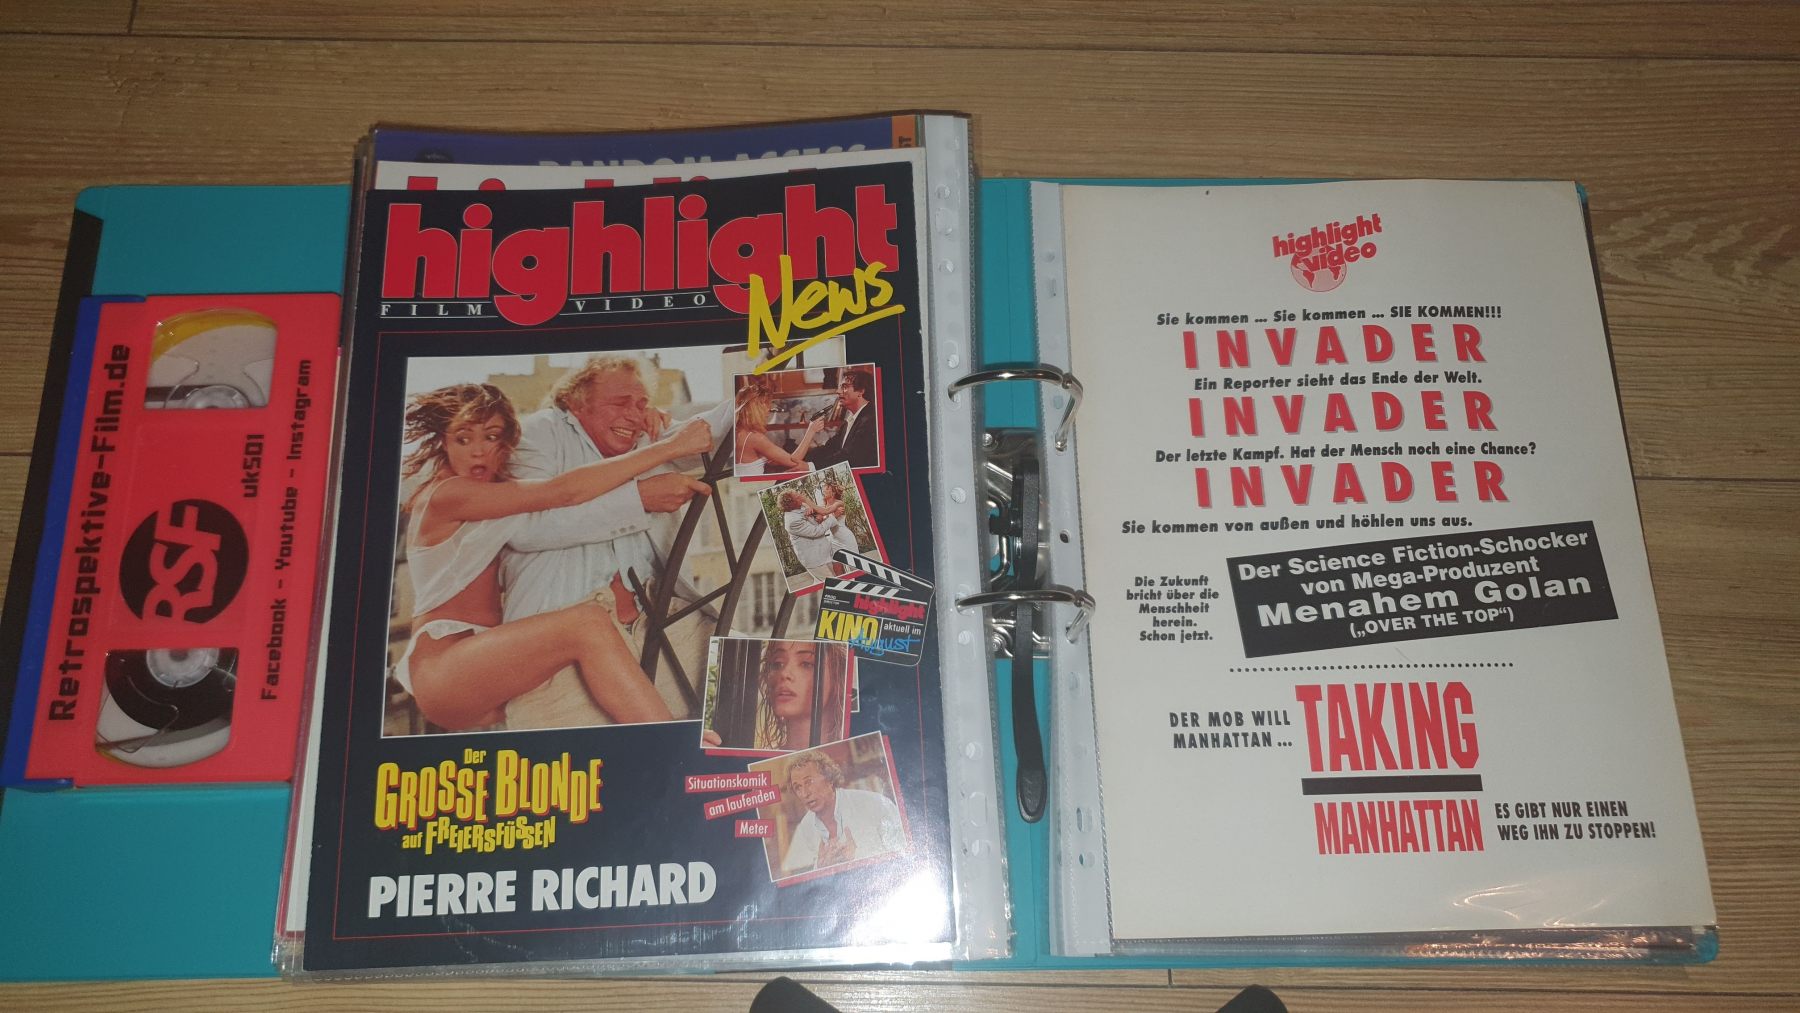 Retrospektive-Film.de
RSF
uk501
Facebook - Youtube - Instagram
RANDOM ACCESS
highlight
FILM VIDEO
News
highlight
KINO aktuell im
August
Der
GROSSE BLONDE
auf FREIERSFÜSSEN
Situationskomik
am laufenden
Meter
PIERRE RICHARD
highlight
video
Sie kommen ... Sie kommen ... SIE KOMMEN!!!
INVADER
Ein Reporter sieht das Ende der Welt.
INVADER
Der letzte Kampf. Hat der Mensch noch eine Chance?
INVADER
Sie kommen von außen und höhlen uns aus.
Die Zukunft
bricht über die
Menschheit
herein.
Schon jetzt.
Der Science Fiction-Schocker
von Mega-Produzent
Menahem Golan
(„OVER THE TOP“)
DER MOB WILL
MANHATTAN ...
TAKING
MANHATTAN
ES GIBT NUR EINEN
WEG IHN ZU STOPPEN!